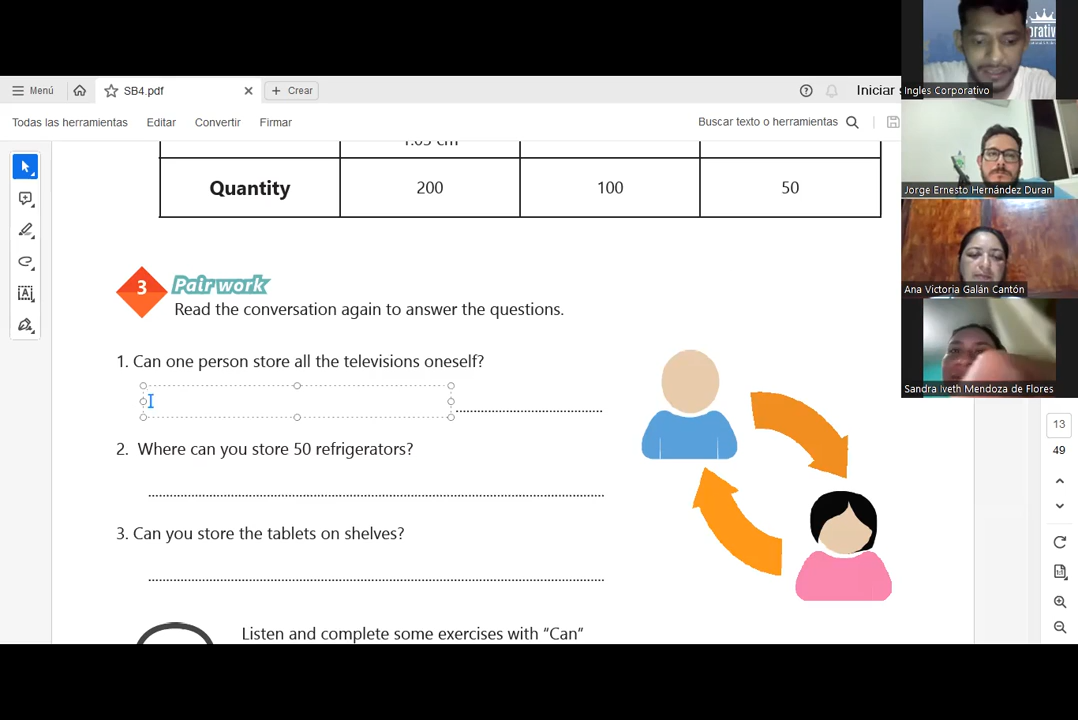 Menú
SB4.pdf
Crear
Iniciar
Todas las herramientas
Editar
Convertir
Firmar
Buscar texto o herramientas
Quantity
200
100
50
3
Pair work
Read the conversation again to answer the questions.
1. Can one person store all the televisions oneself?
2. Where can you store 50 refrigerators?
3. Can you store the tablets on shelves?
Listen and complete some exercises with “Can”
13
49
Ingles Corporativo
Jorge Ernesto Hernández Duran
Ana Victoria Galán Cantón
Sandra Iveth Mendoza de Flores